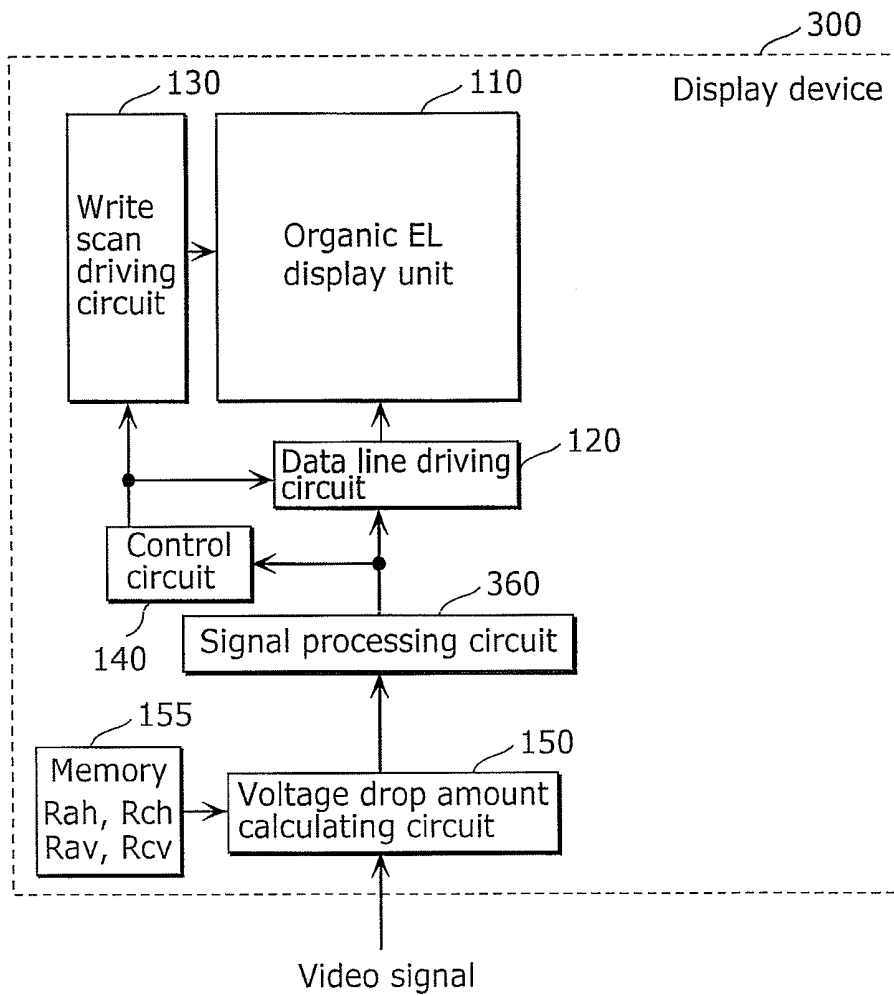 300
Display device
130
110
Write
scan
driving
circuit
Organic EL
display unit
120
Data line driving
circuit
Control
circuit
140
360
Signal processing circuit
155
150
Memory
Rah, Rch
Rav, Rcv
Voltage drop amount
calculating circuit
Video signal